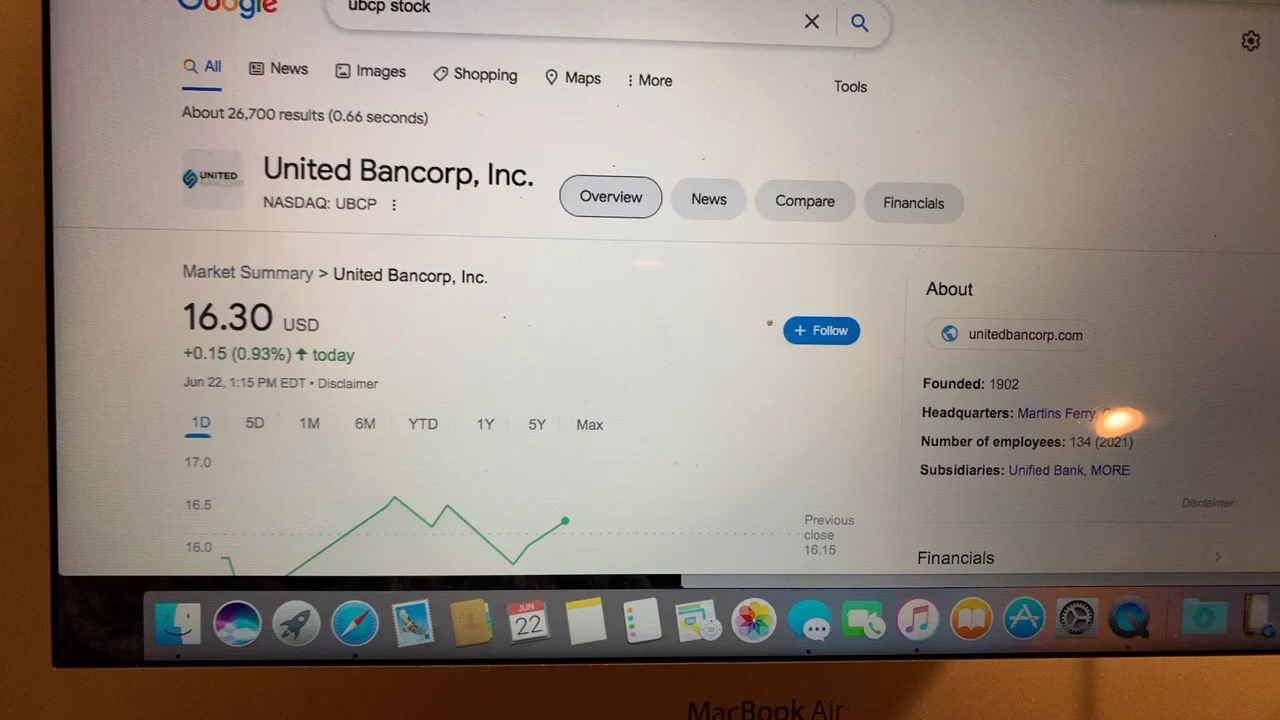 Google
ubcp stock
All News Images Shopping Maps More
Tools
About 26,700 results (0.66 seconds)
UNITED
BANCORP
United Bancorp, Inc.
NASDAQ: UBCP
Overview News Compare Financials
Market Summary > United Bancorp, Inc.
16.30 USD
+ Follow
+0.15 (0.93%) ↑ today
Jun 22, 1:15 PM EDT • Disclaimer
1D 5D 1M 6M YTD 1Y 5Y Max
17.0
16.5
16.0
Previous
close
16.15
About
unitedbancorp.com
Founded: 1902
Headquarters: Martins Ferry,
Number of employees: 134 (2021)
Subsidiaries: Unified Bank, MORE
Disclaimer
Financials
JUN
22
MacBook Air